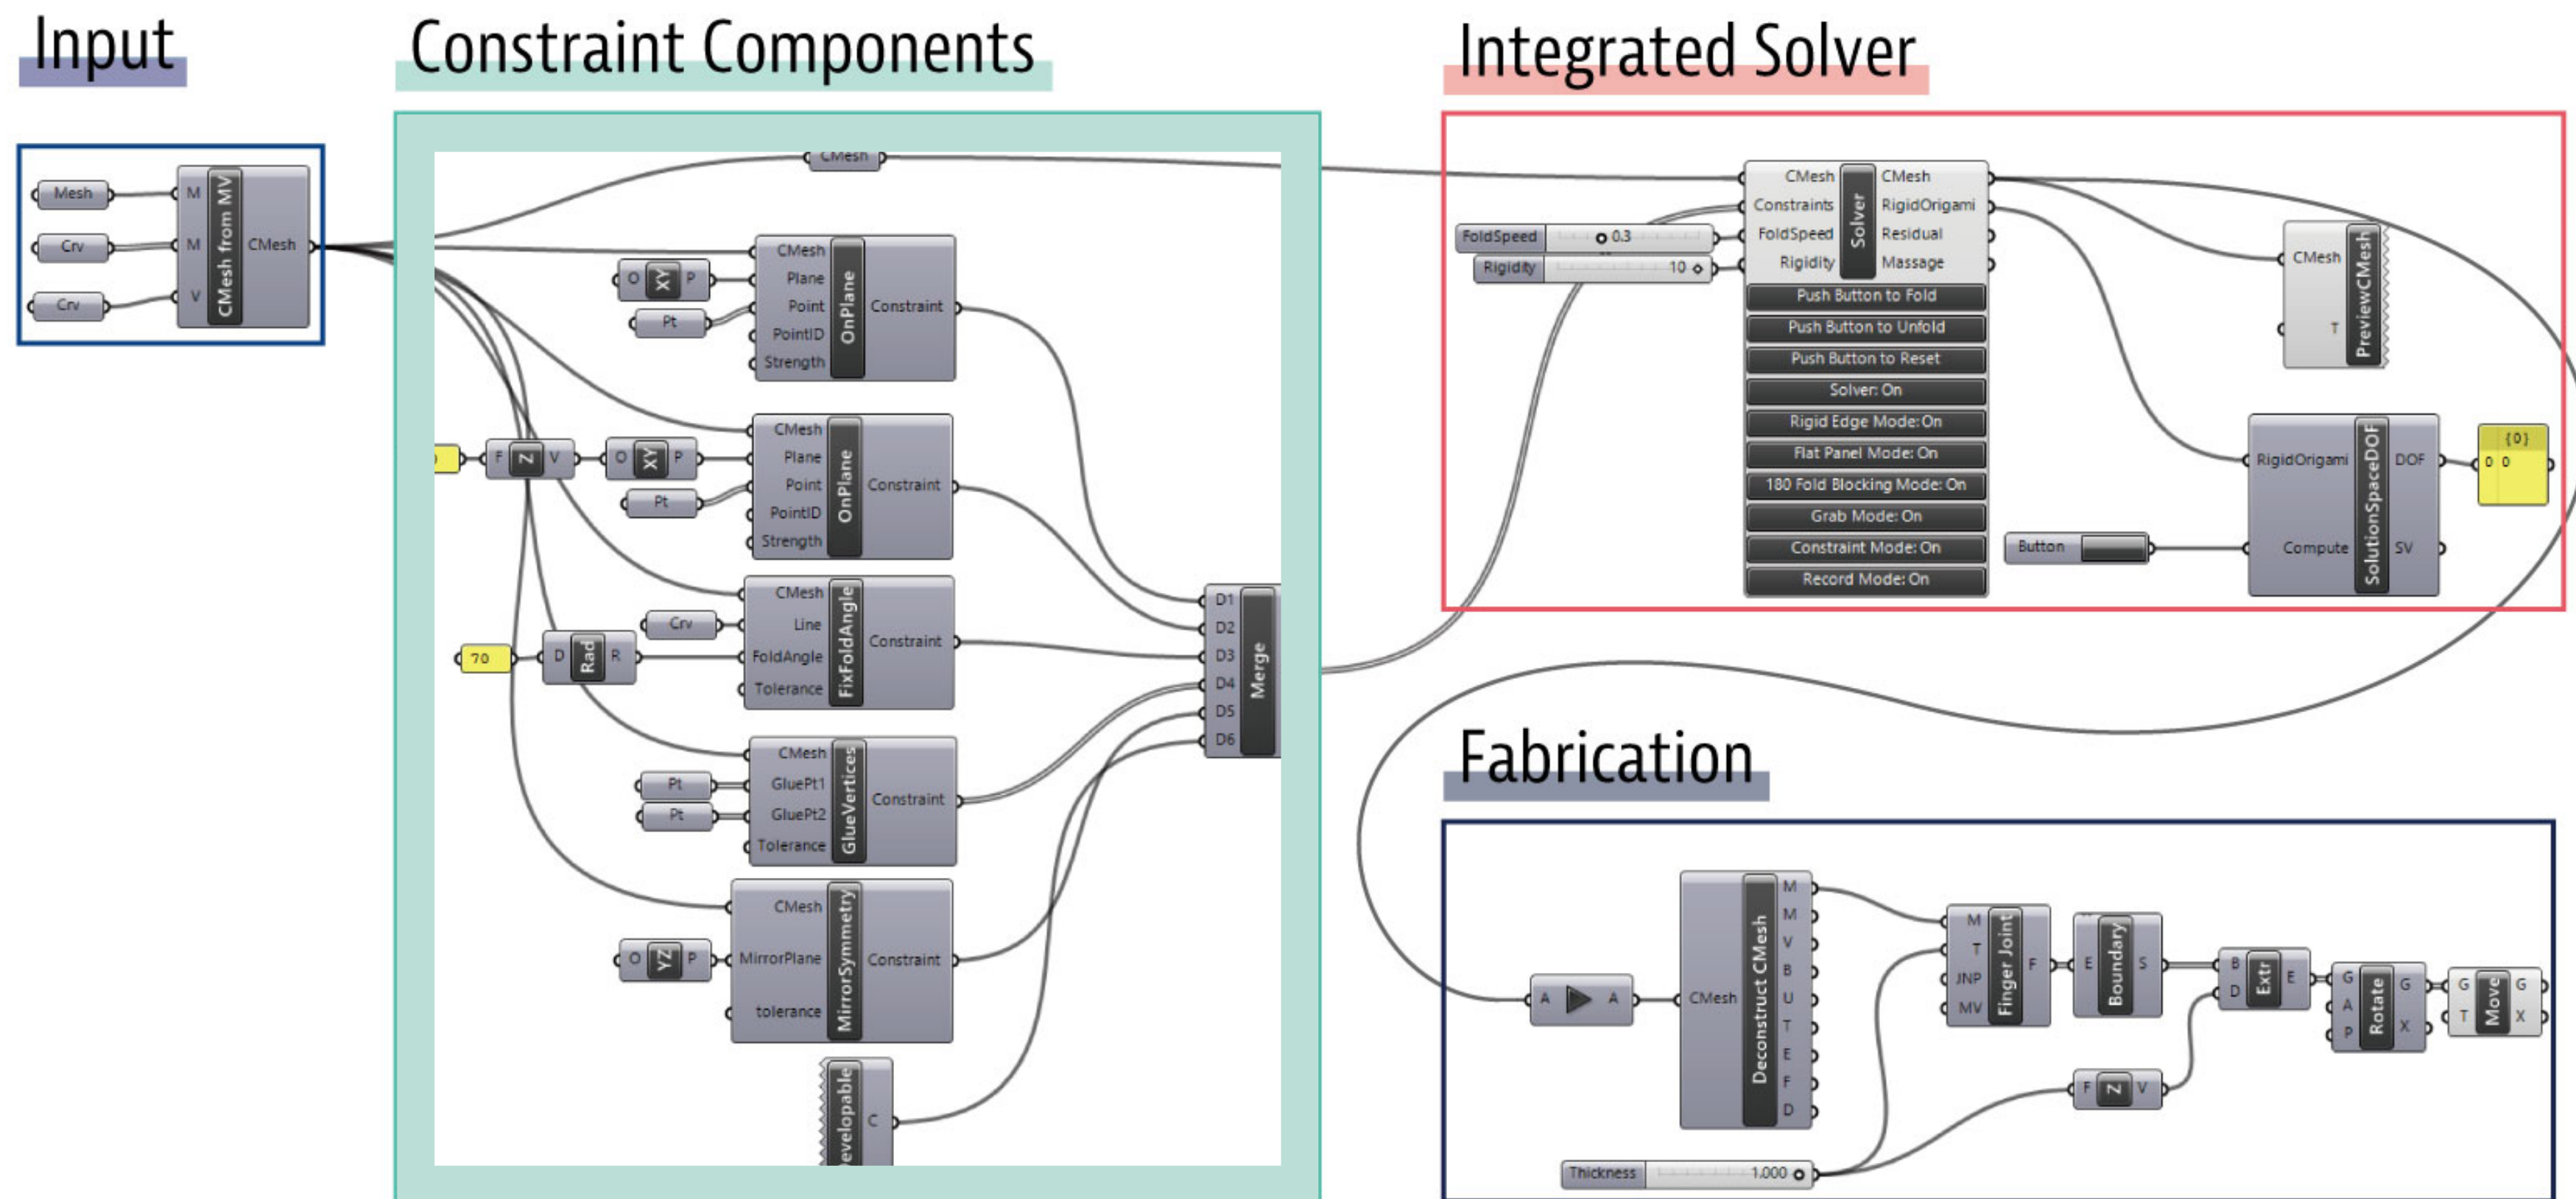 Input
Mesh
Crv
Crv
M
M
V
CMesh from MV
CMesh
Constraint Components
CMesh
O XY P
Pt
CMesh
Plane
Point
PointID
Strength
OnPlane
Constraint
F Z V
O XY P
Pt
CMesh
Plane
Point
PointID
Strength
OnPlane
Constraint
70
D Rad R
Crv
CMesh
Line
FoldAngle
Tolerance
FixFoldAngle
Constraint
Pt
Pt
CMesh
GluePt1
GluePt2
Tolerance
GlueVertices
Constraint
O YZ P
CMesh
MirrorPlane
tolerance
MirrorSymmetry
Constraint
evelopable
C
D1
D2
D3
D4
D5
D6
Merge
Integrated Solver
FoldSpeed 0.3
Rigidity 10
CMesh
Constraints
FoldSpeed
Rigidity
Solver
CMesh
RigidOrigami
Residual
Massage
Push Button to Fold
Push Button to Unfold
Push Button to Reset
Solver: On
Rigid Edge Mode: On
Flat Panel Mode: On
180 Fold Blocking Mode: On
Grab Mode: On
Constraint Mode: On
Record Mode: On
CMesh
T
PreviewCMesh
Button
RigidOrigami
Compute
SolutionSpaceDOF
DOF
SV
{0}
0 0
Fabrication
A A
CMesh
Deconstruct CMesh
M
M
V
B
U
T
E
F
D
M
T
JNP
MV
Finger Joint
F
E Boundary S
B
D
Extr
E
G
A
P
Rotate
G
X
G
T
Move
G
X
F Z V
Thickness 1.000